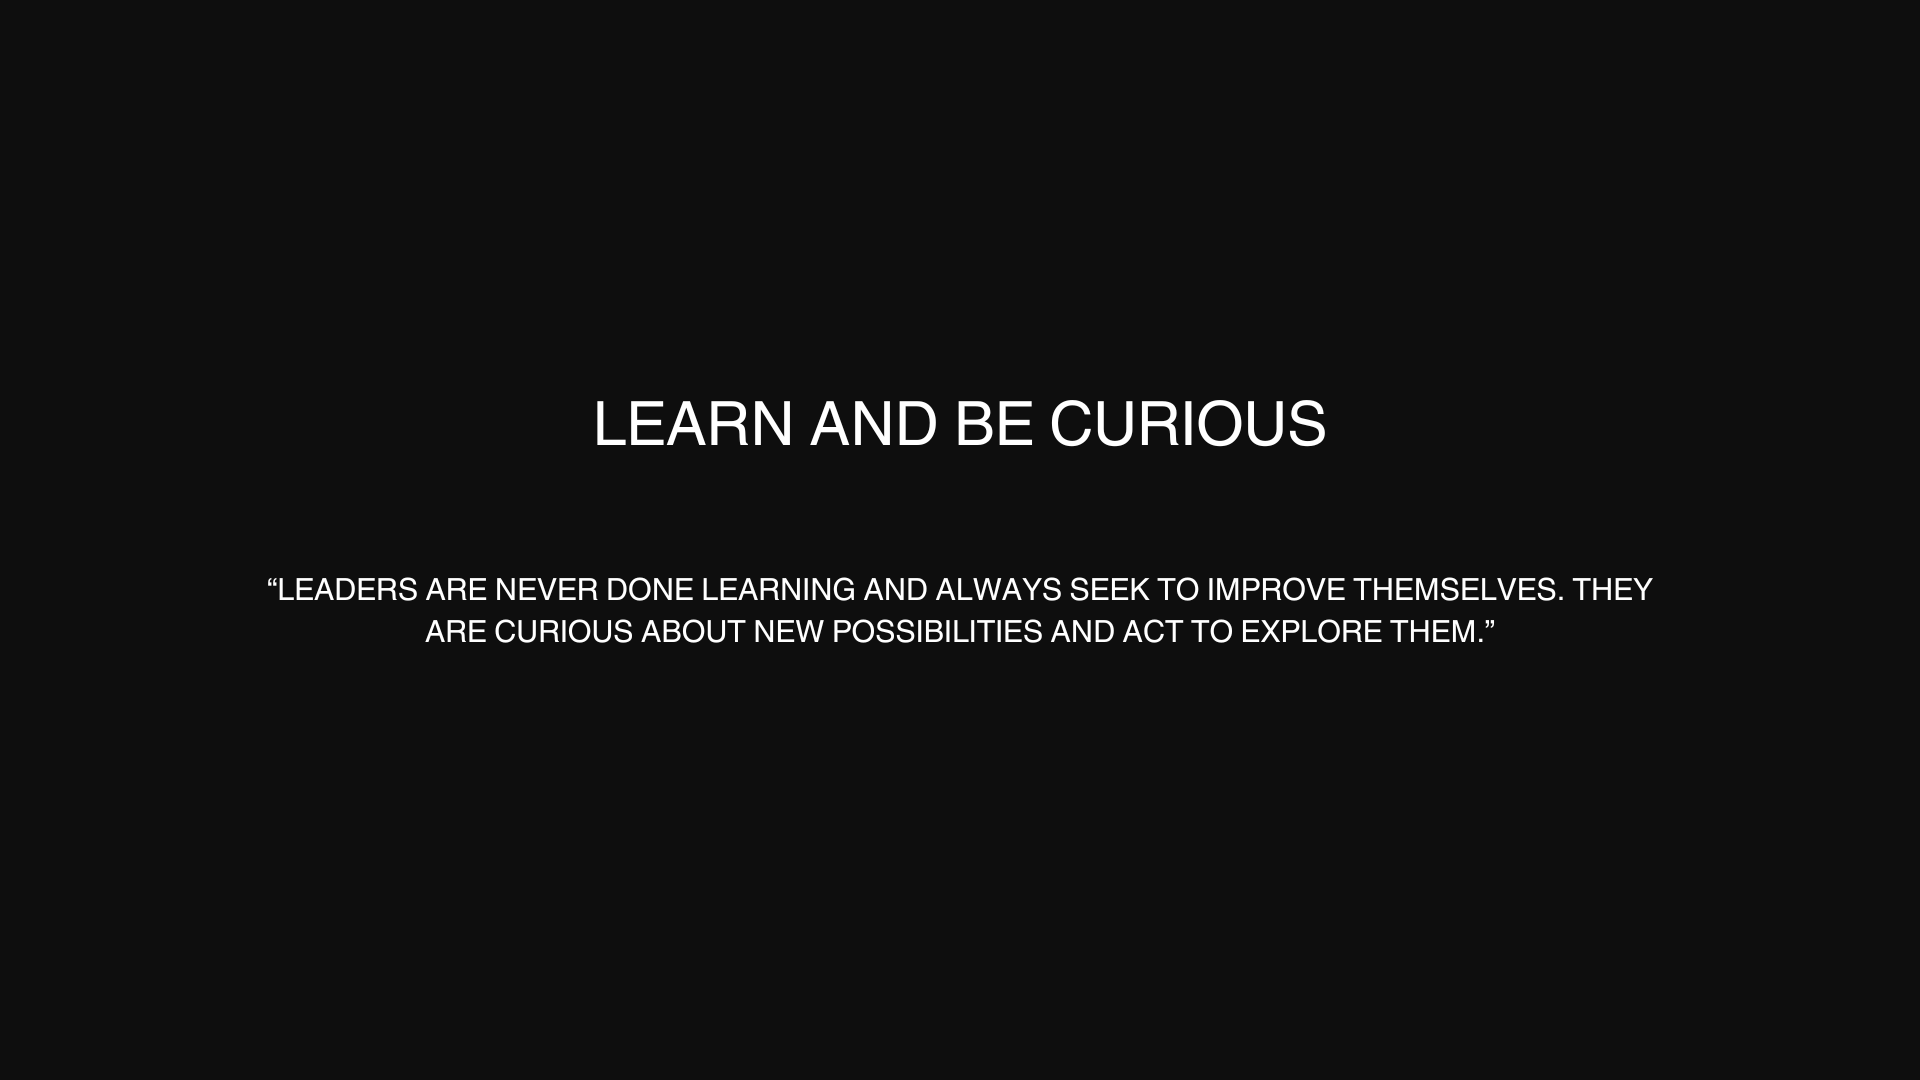 LEARN AND BE CURIOUS
“LEADERS ARE NEVER DONE LEARNING AND ALWAYS SEEK TO IMPROVE THEMSELVES. THEY
ARE CURIOUS ABOUT NEW POSSIBILITIES AND ACT TO EXPLORE THEM.”